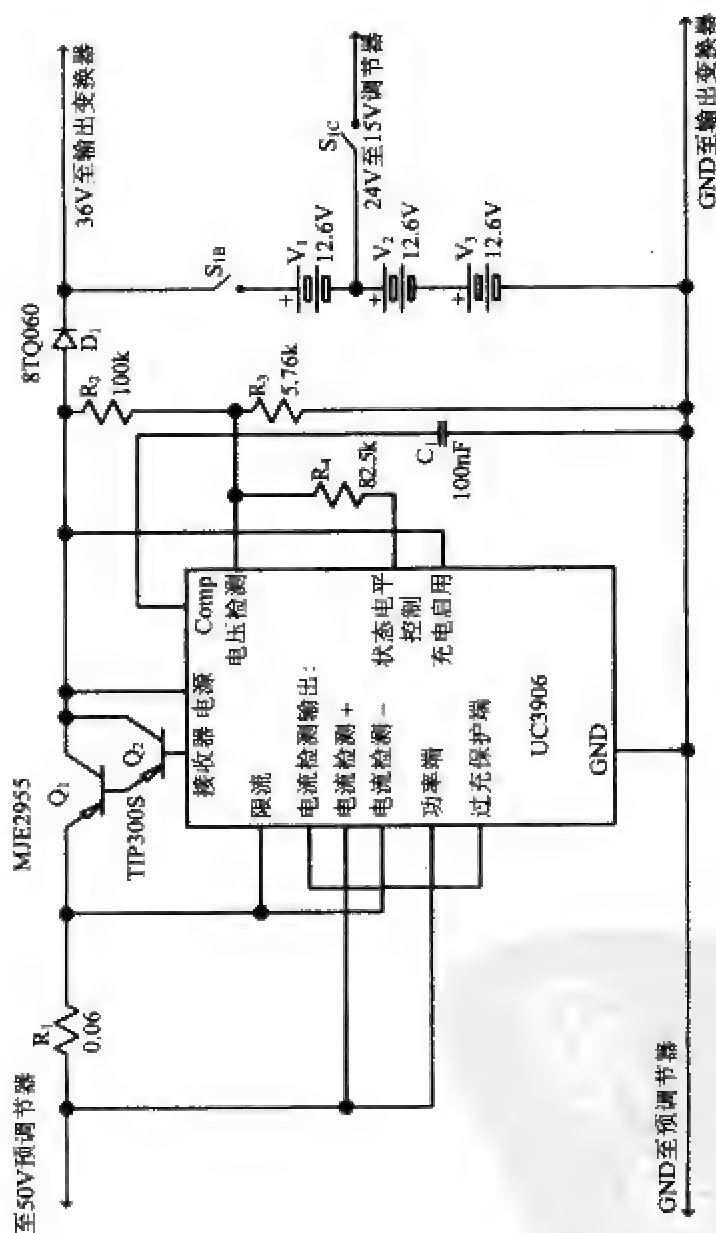 至50V预调节器
R₁
0.06
MJE2955
Q₁
TIP300S
Q₂
8TQ060
D₁
36V至输出变换器
R₂
100k
R₃
5.76k
R₄
82.5k
C₁
100nF
S₁B
V₁
12.6V
V₂
12.6V
V₃
12.6V
S₁C
24V至15V调节器
接收器
电源
Comp
电压检测
限流
电流检测输出:
电流检测+
电流检测-
功率端
过充保护端
状态电平
控制
充电启用
UC3906
GND
GND至预调节器
GND至输出变换器